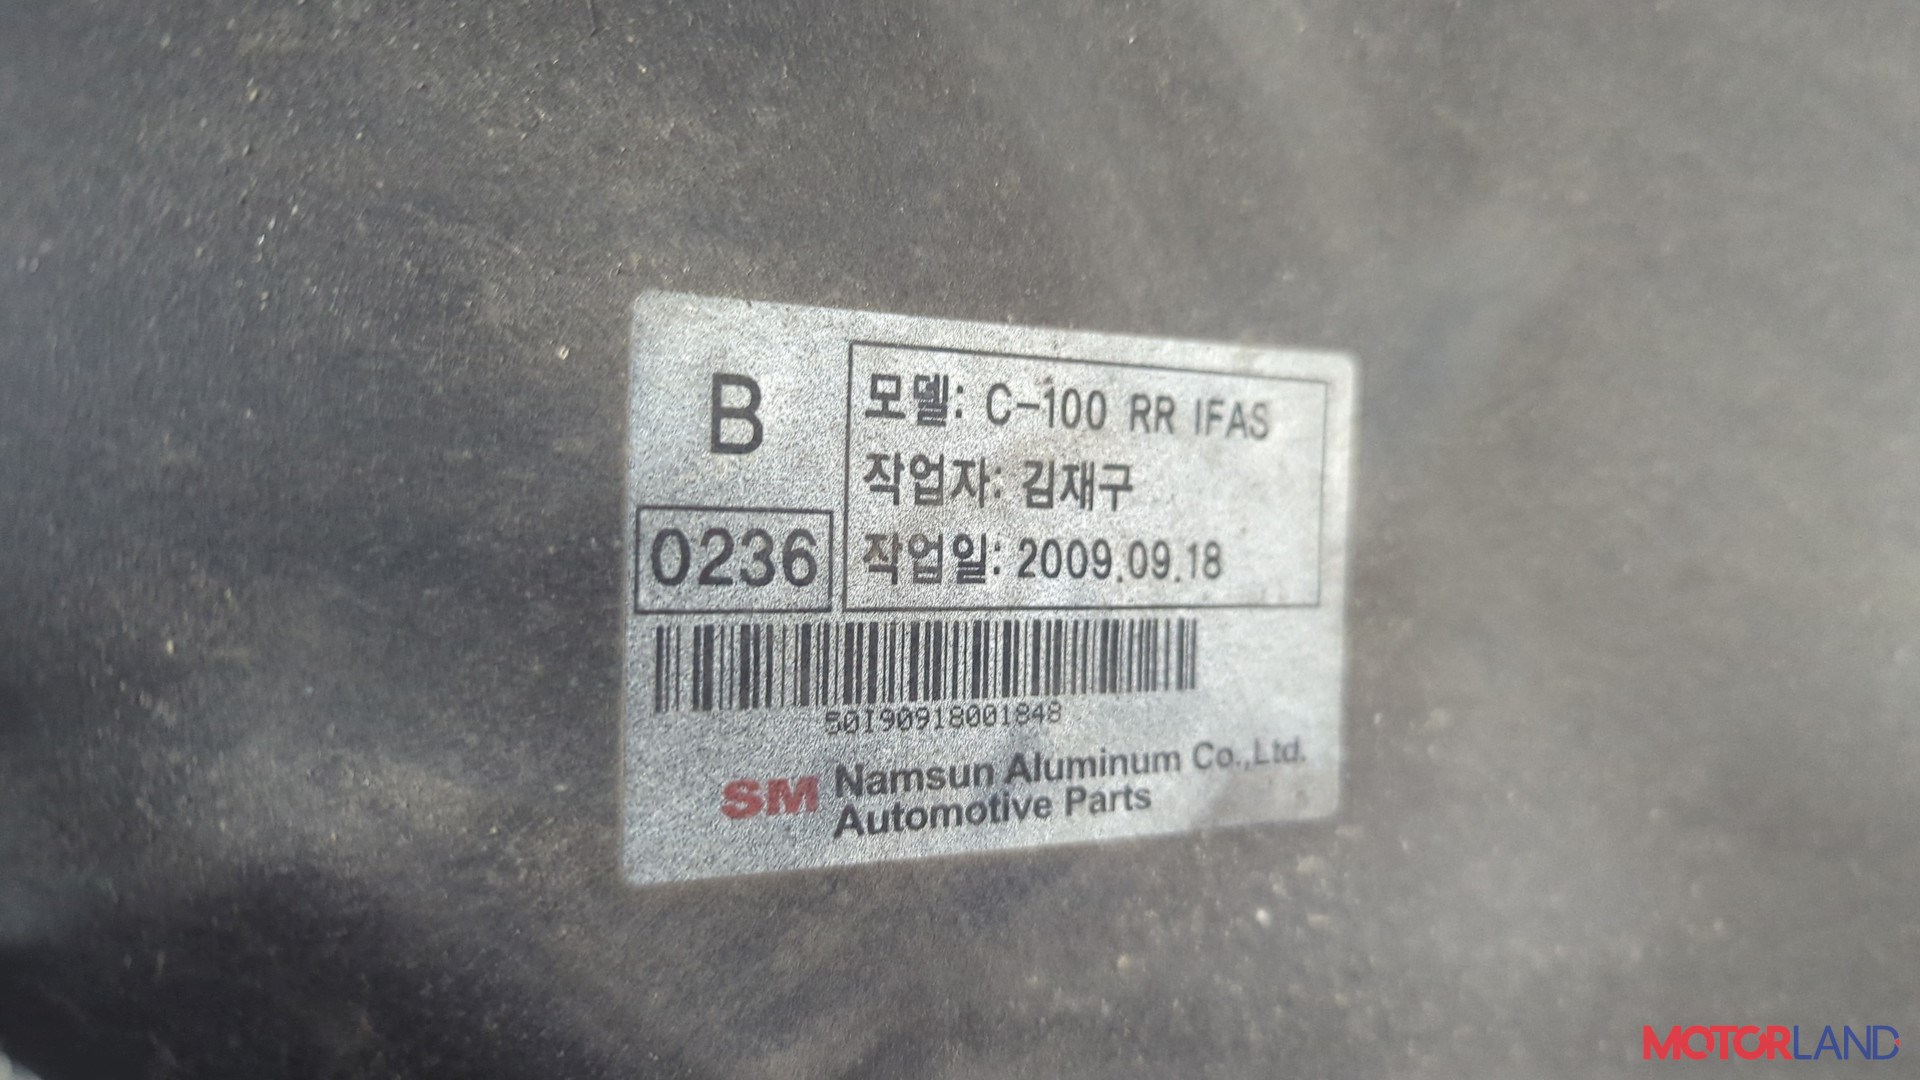 B
0236
모델: C-100 RR IFAS
작업자: 김재구
작업일: 2009.09.18
50I90918001848
SM Namsun Aluminum Co.,Ltd.
Automotive Parts
MOTORLAND